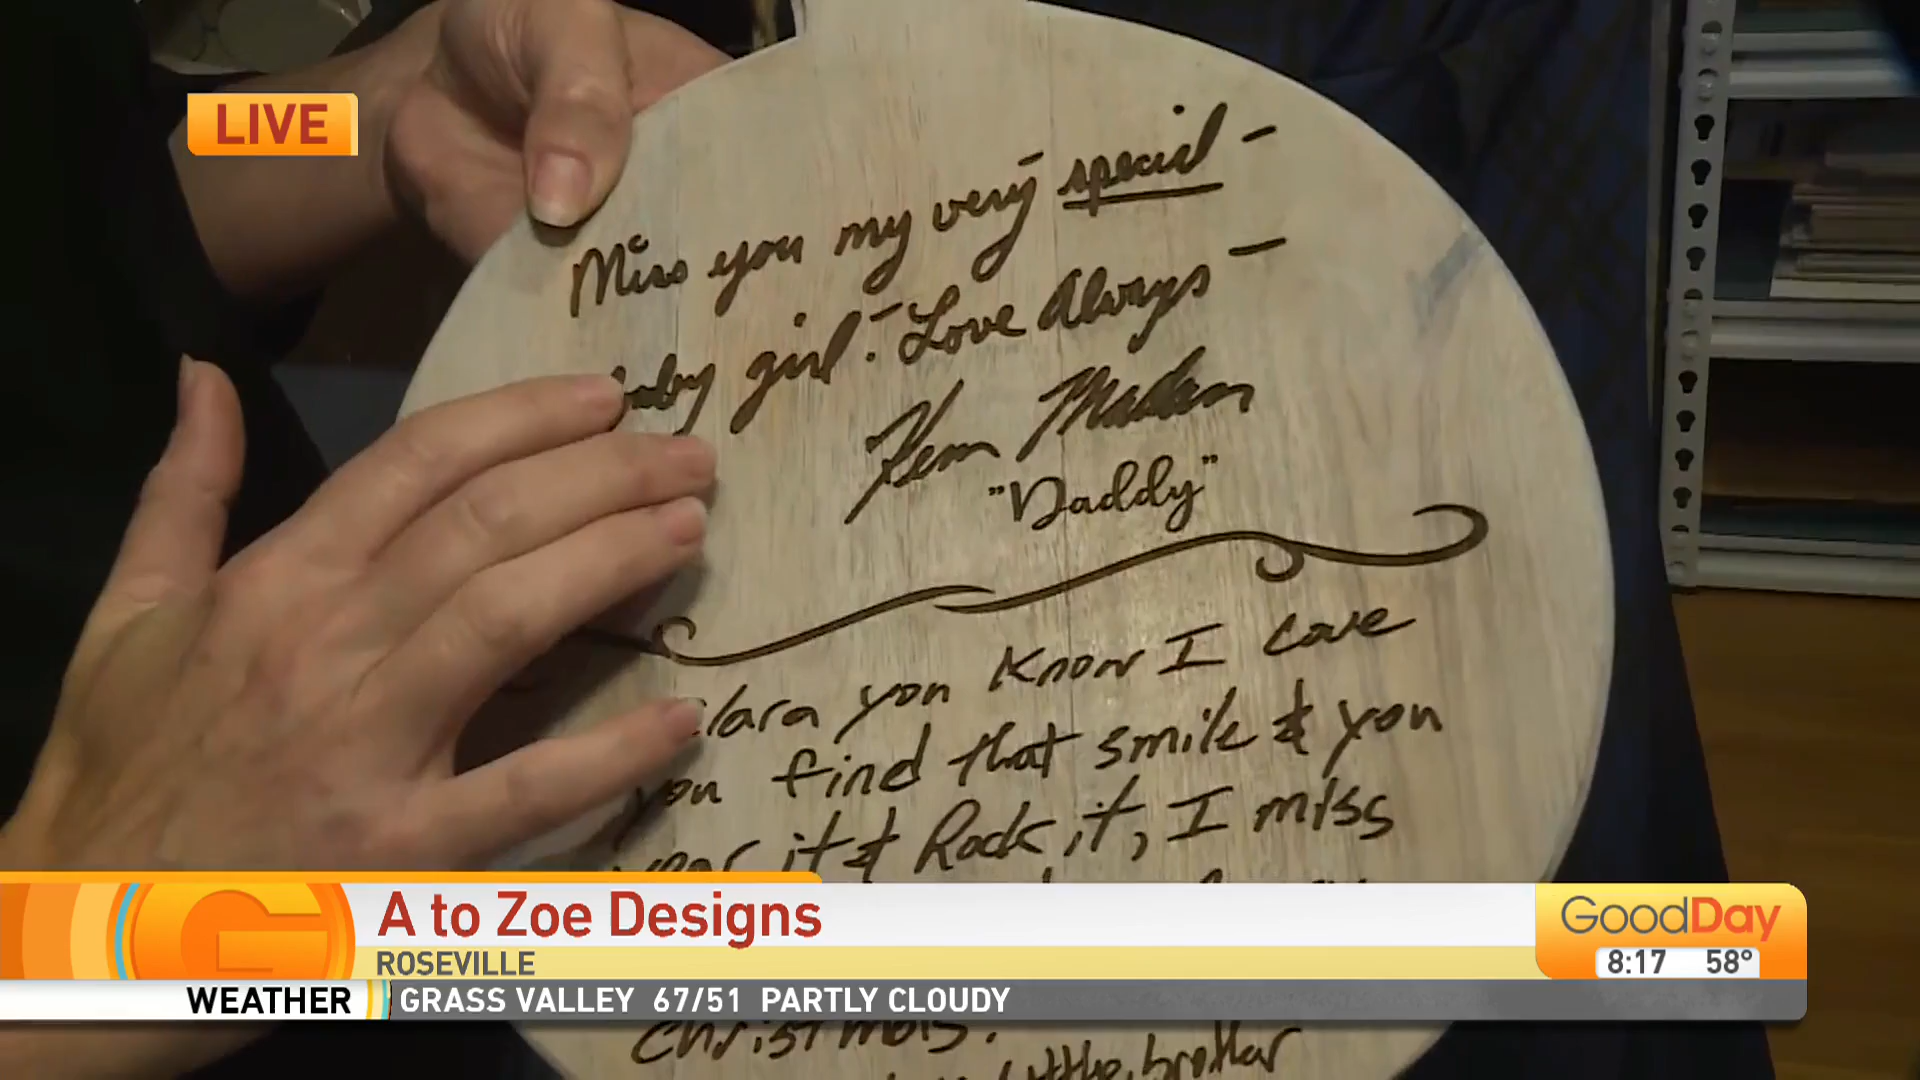 LIVE
Miss you my very special -
baby girl. - Love Always -
"Daddy"
Clara you know I Love
you find that smile & you
wear it & Rock it, I miss
A to Zoe Designs
ROSEVILLE
GoodDay
8:17 58°
WEATHER GRASS VALLEY 67/51 PARTLY CLOUDY
Christmas.
little brother